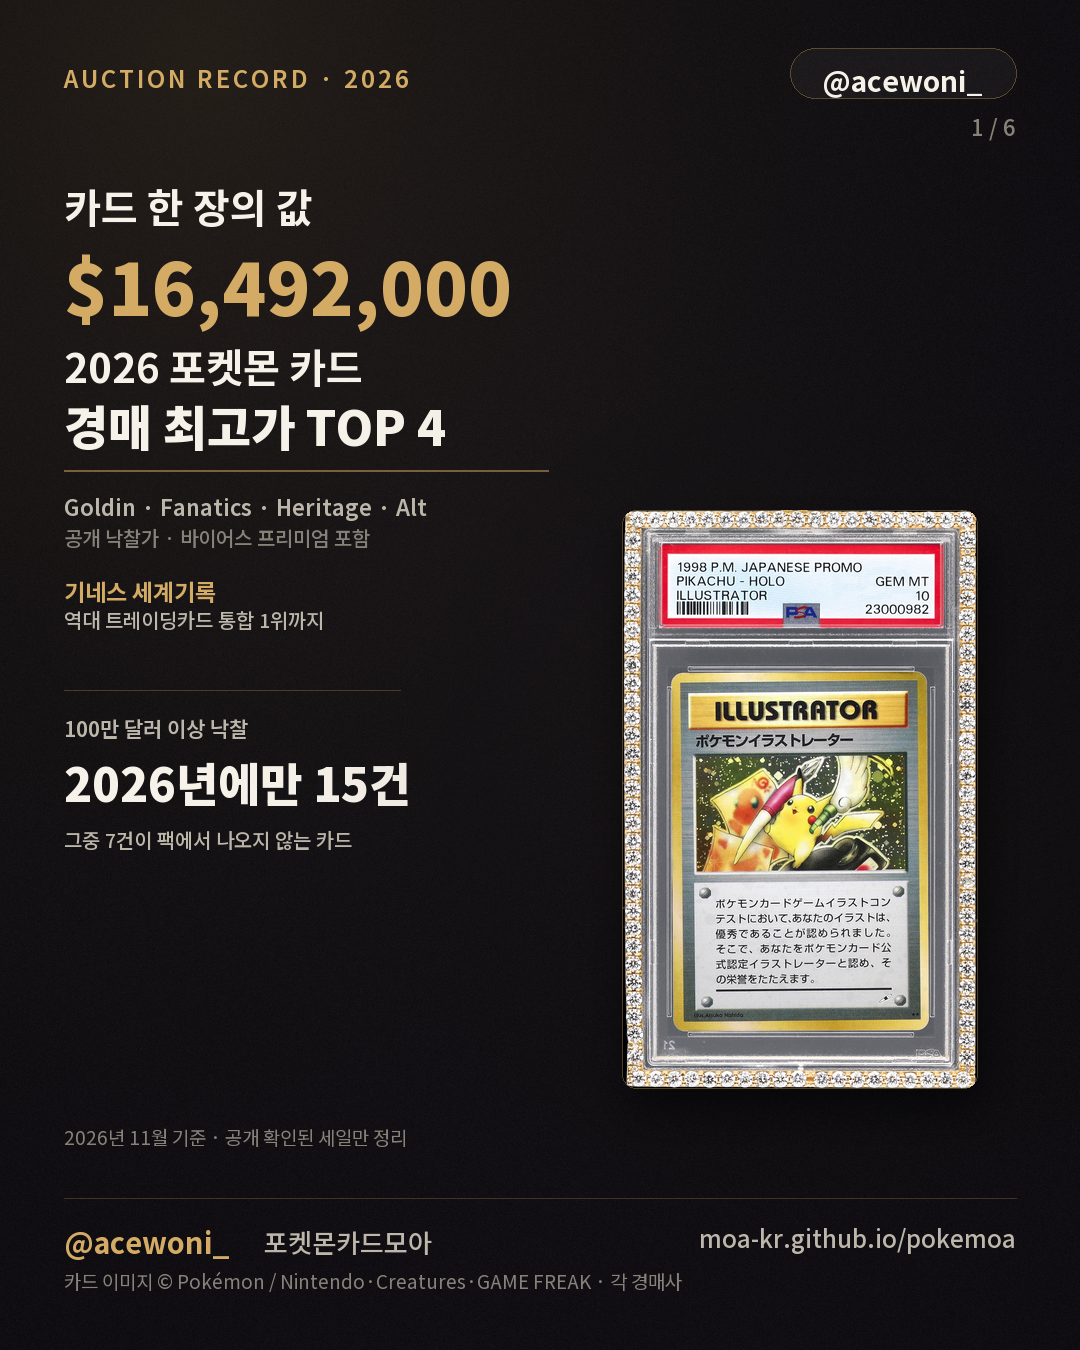 AUCTION RECORD · 2026
@acewoni_
1 / 6
카드 한 장의 값
$16,492,000
2026 포켓몬 카드
경매 최고가 TOP 4
Goldin · Fanatics · Heritage · Alt
공개 낙찰가 · 바이어스 프리미엄 포함
기네스 세계기록
역대 트레이딩카드 통합 1위까지
100만 달러 이상 낙찰
2026년에만 15건
그중 7건이 팩에서 나오지 않는 카드
1998 P.M. JAPANESE PROMO
PIKACHU - HOLO GEM MT
ILLUSTRATOR 10
PSA 23000982
ILLUSTRATOR
ポケモンイラストレーター
ポケモンカードゲームイラストコン
テストにおいて、あなたのイラストは、
優秀であることが認められました。
そこで、あなたをポケモンカード公
式認定イラストレーターと認め、そ
の栄誉をたたえます。
Illus. Atsuko Nishida
2026년 11월 기준 · 공개 확인된 세일만 정리
@acewoni_ 포켓몬카드모아
moa-kr.github.io/pokemoa
카드 이미지 © Pokémon / Nintendo·Creatures·GAME FREAK · 각 경매사